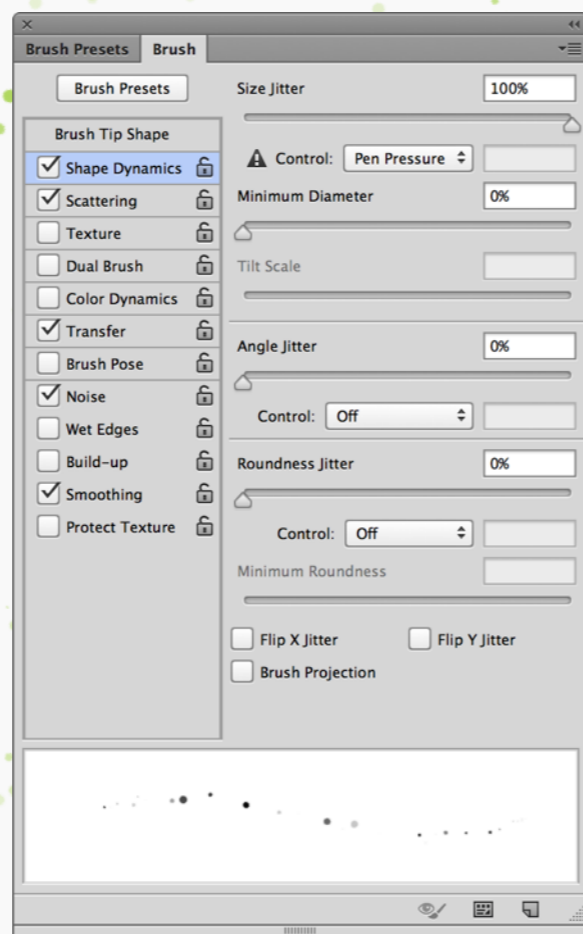 Brush Presets Brush
Brush Presets
Brush Tip Shape
Shape Dynamics
Scattering
Texture
Dual Brush
Color Dynamics
Transfer
Brush Pose
Noise
Wet Edges
Build-up
Smoothing
Protect Texture
Size Jitter 100%
Control: Pen Pressure
Minimum Diameter 0%
Tilt Scale
Angle Jitter 0%
Control: Off
Roundness Jitter 0%
Control: Off
Minimum Roundness
Flip X Jitter Flip Y Jitter
Brush Projection